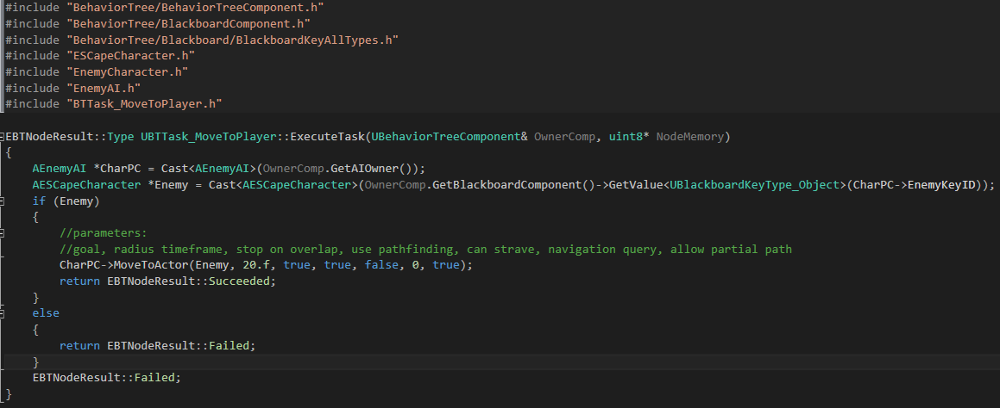 #include "BehaviorTree/BehaviorTreeComponent.h"
#include "BehaviorTree/BlackboardComponent.h"
#include "BehaviorTree/Blackboard/BlackboardKeyAllTypes.h"
#include "ESCapeCharacter.h"
#include "EnemyCharacter.h"
#include "EnemyAI.h"
#include "BTTask_MoveToPlayer.h"

EBTNodeResult::Type UBTTask_MoveToPlayer::ExecuteTask(UBehaviorTreeComponent& OwnerComp, uint8* NodeMemory)
{
    AEnemyAI *CharPC = Cast<AEnemyAI>(OwnerComp.GetAIOwner());
    AESCapeCharacter *Enemy = Cast<AESCapeCharacter>(OwnerComp.GetBlackboardComponent()->GetValue<UBlackboardKeyType_Object>(CharPC->EnemyKeyID));
    if (Enemy)
    {
        //parameters:
        //goal, radius timeframe, stop on overlap, use pathfinding, can strave, navigation query, allow partial path
        CharPC->MoveToActor(Enemy, 20.f, true, true, false, 0, true);
        return EBTNodeResult::Succeeded;
    }
    else
    {
        return EBTNodeResult::Failed;
    }
    EBTNodeResult::Failed;
}